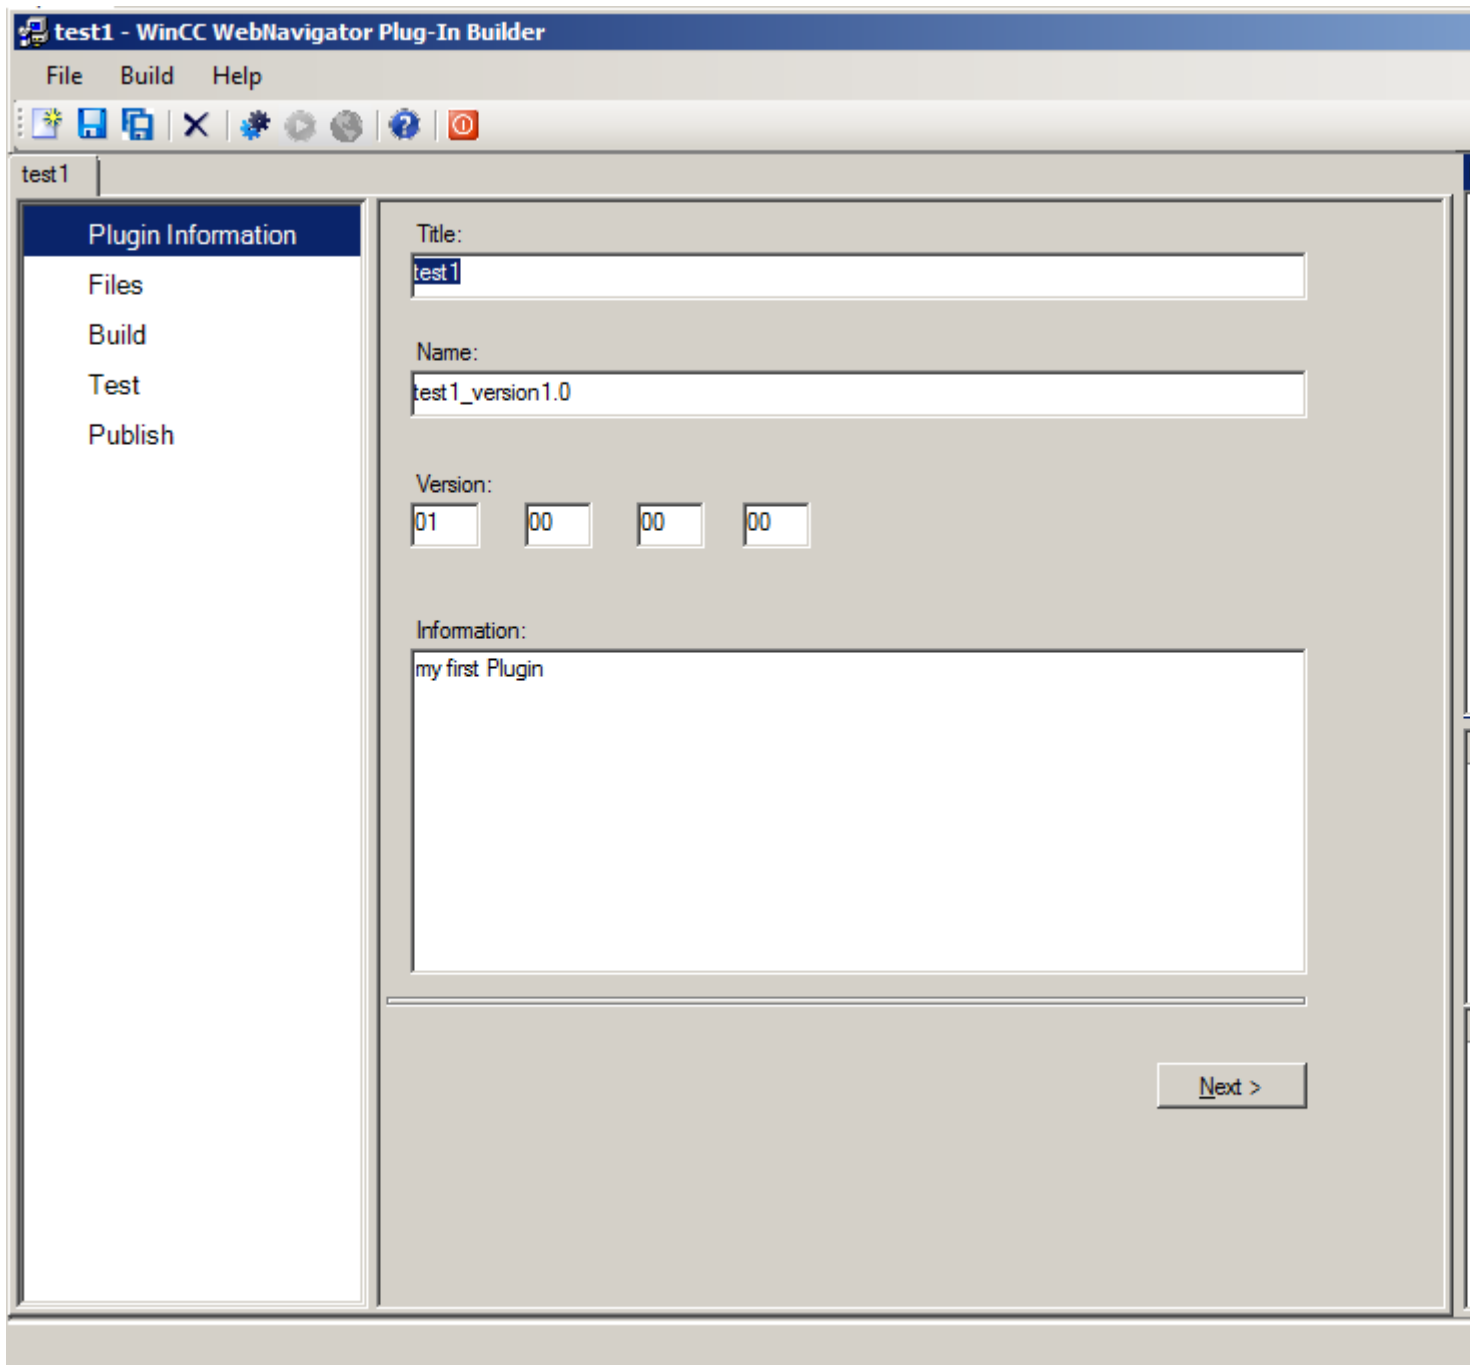 test1 - WinCC WebNavigator Plug-In Builder
File Build Help
test1
Plugin Information
Files
Build
Test
Publish
Title:
test1
Name:
test1_version1.0
Version:
01 00 00 00
Information:
my first Plugin
Next >